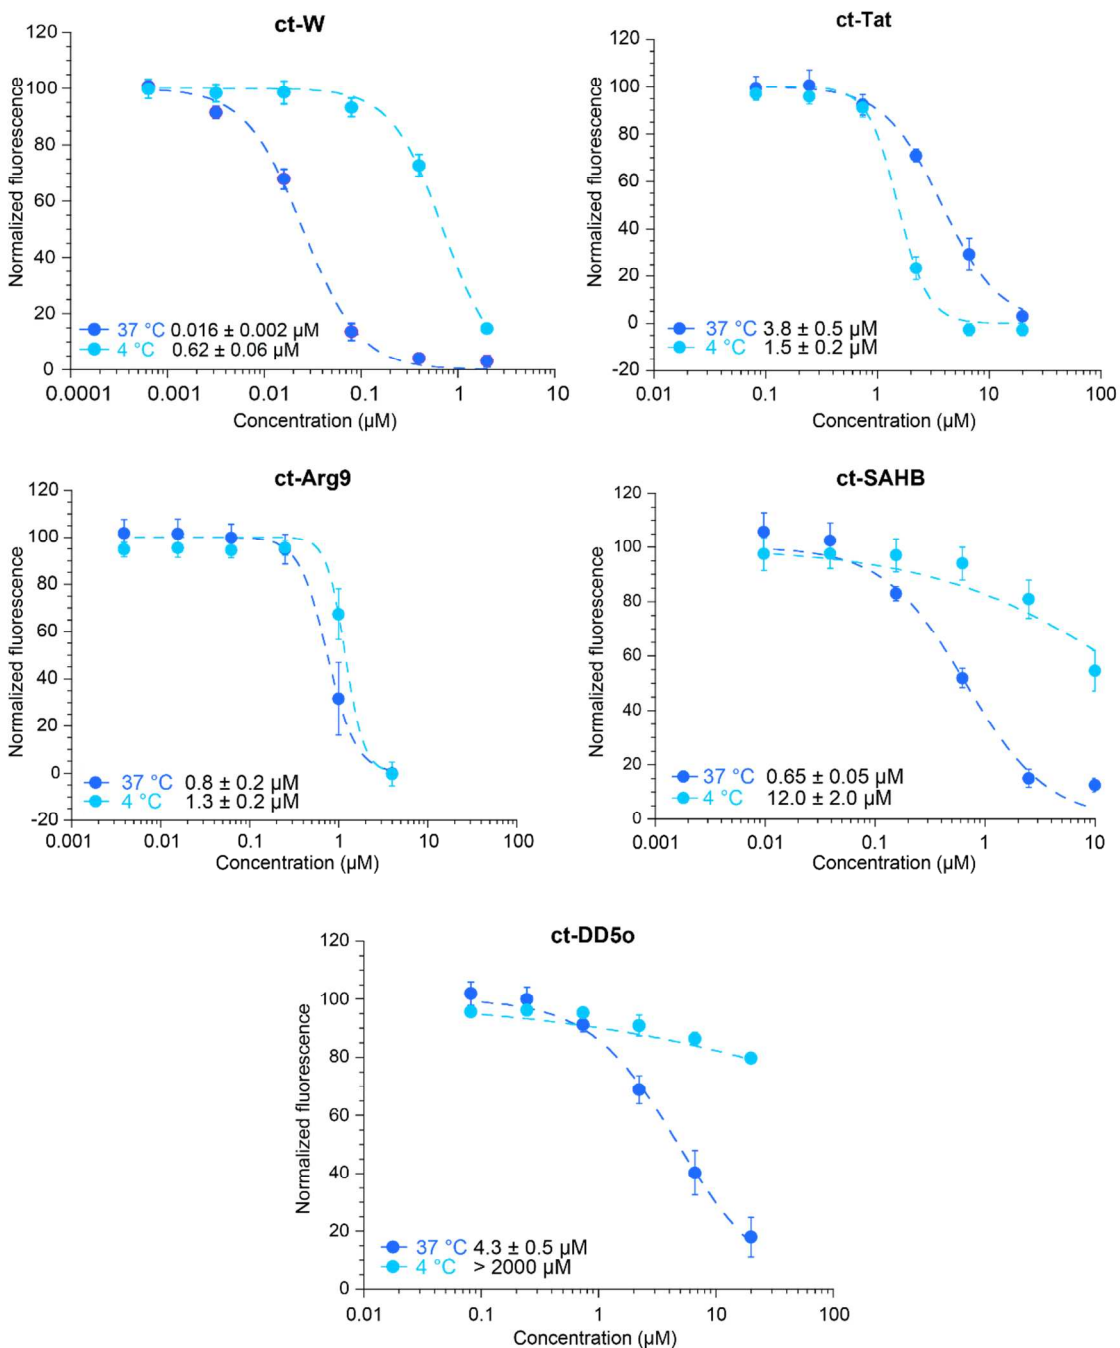 ct-W
Normalized fluorescence
120
100
80
60
40
20
0
37 °C 0.016 ± 0.002 µM
4 °C 0.62 ± 0.06 µM
0.0001 0.01 0.1 1 10
Concentration (µM)
ct-Tat
Normalized fluorescence
120
100
80
60
40
20
0
-20
37 °C 3.8 ± 0.5 µM
4 °C 1.5 ± 0.2 µM
0.01 0.1 1 10 100
Concentration (µM)
ct-Arg9
Normalized fluorescence
120
100
80
60
40
20
0
-20
37 °C 0.8 ± 0.2 µM
4 °C 1.3 ± 0.2 µM
0.001 0.01 0.1 1 10 100
Concentration (µM)
ct-SAHB
Normalized fluorescence
120
100
80
60
40
20
0
37 °C 0.65 ± 0.05 µM
4 °C 12.0 ± 2.0 µM
0.001 0.01 0.1 1 10
Concentration (µM)
ct-DD5o
Normalized fluorescence
120
100
80
60
40
20
0
37 °C 4.3 ± 0.5 µM
4 °C > 2000 µM
0.01 0.1 1 10 100
Concentration (µM)